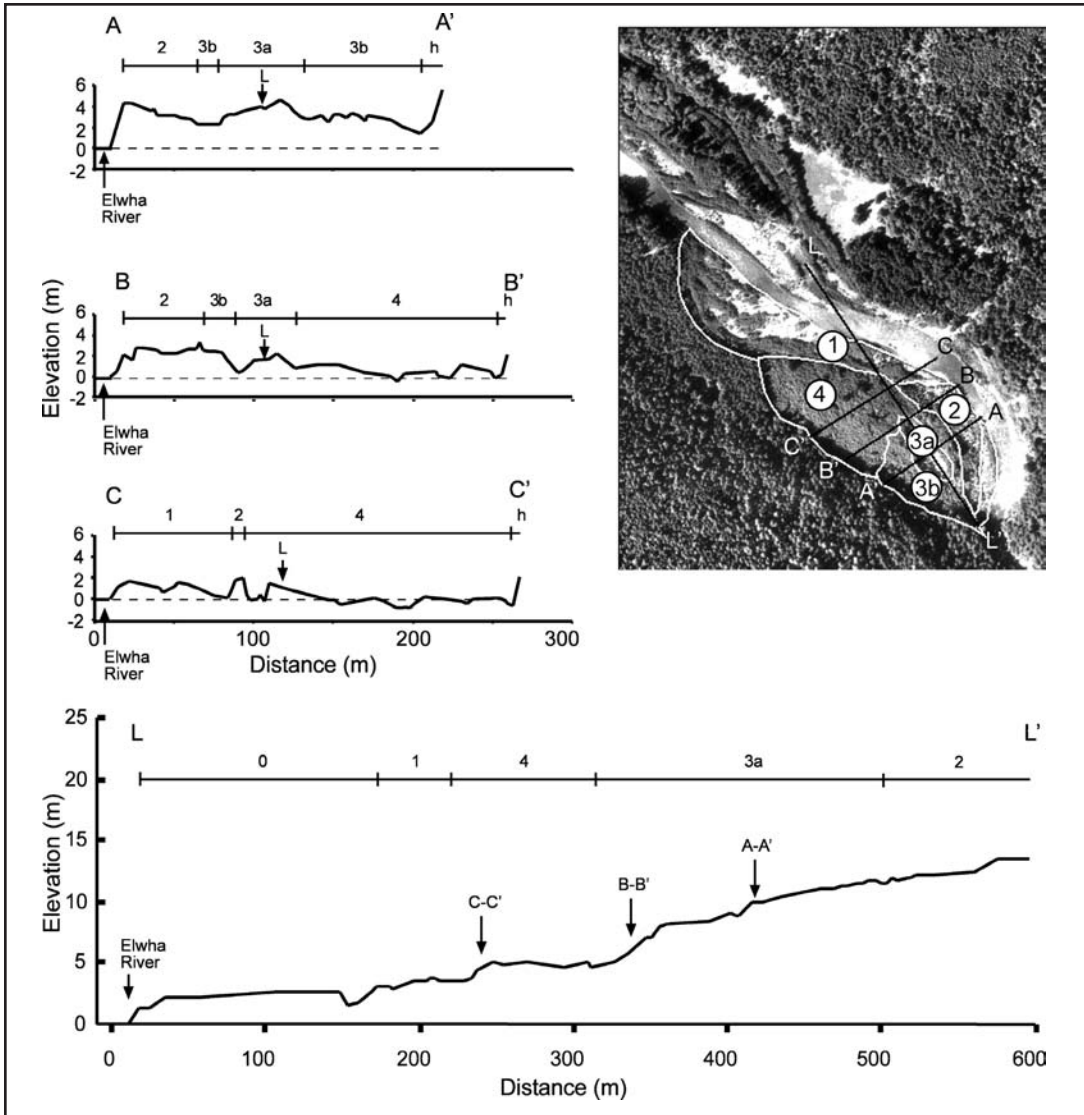 A A'
2 3b 3a 3b h
L
6
4
2
0
-2
Elwha
River
B B'
2 3b 3a 4 h
L
6
4
2
0
-2
Elwha
River
Elevation (m)
C C'
1 2 4 h
L
6
4
2
0
-2
0 100 200 300
Elwha
River
Distance (m)
L
1
C
4
B
2
A
3a
C'
B'
A'
3b
L'
L L'
0 1 4 3a 2
25
20
15
10
5
0
Elevation (m)
A-A'
B-B'
C-C'
Elwha
River
0 100 200 300 400 500 600
Distance (m)